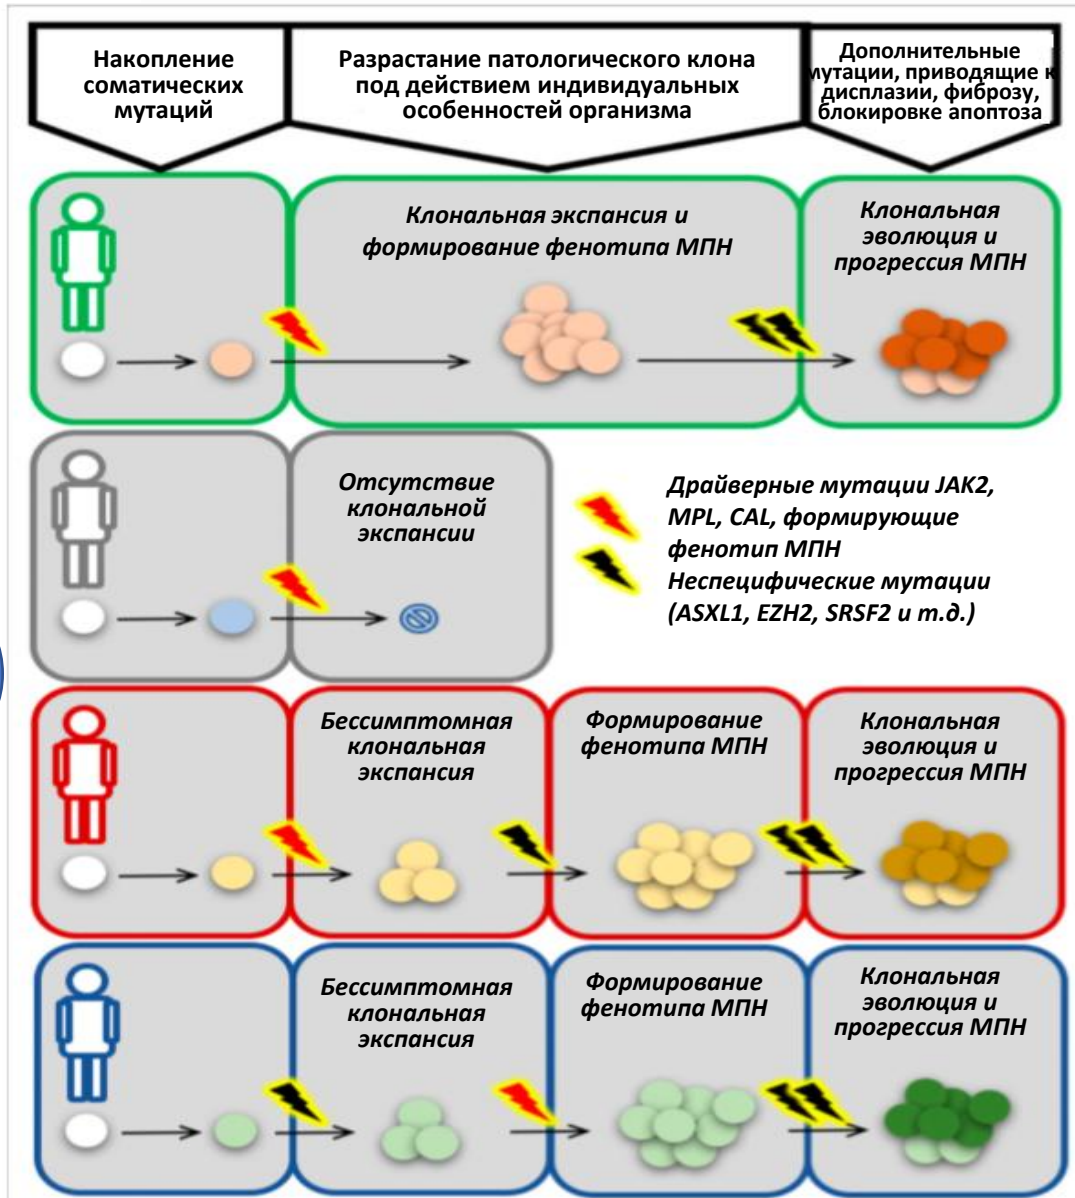 Накопление
соматических
мутаций
Разрастание патологического клона
под действием индивидуальных
особенностей организма
Дополнительные
мутации, приводящие к
дисплазии, фиброзу,
блокировке апоптоза
Клональная экспансия и
формирование фенотипа МПН
Клональная
эволюция и
прогрессия МПН
Отсутствие
клональной
экспансии
Драйверные мутации JAK2,
MPL, CAL, формирующие
фенотип МПН
Неспецифические мутации
(ASXL1, EZH2, SRSF2 и т.д.)
Бессимптомная
клональная
экспансия
Формирование
фенотипа МПН
Клональная
эволюция и
прогрессия МПН
Бессимптомная
клональная
экспансия
Формирование
фенотипа МПН
Клональная
эволюция и
прогрессия МПН